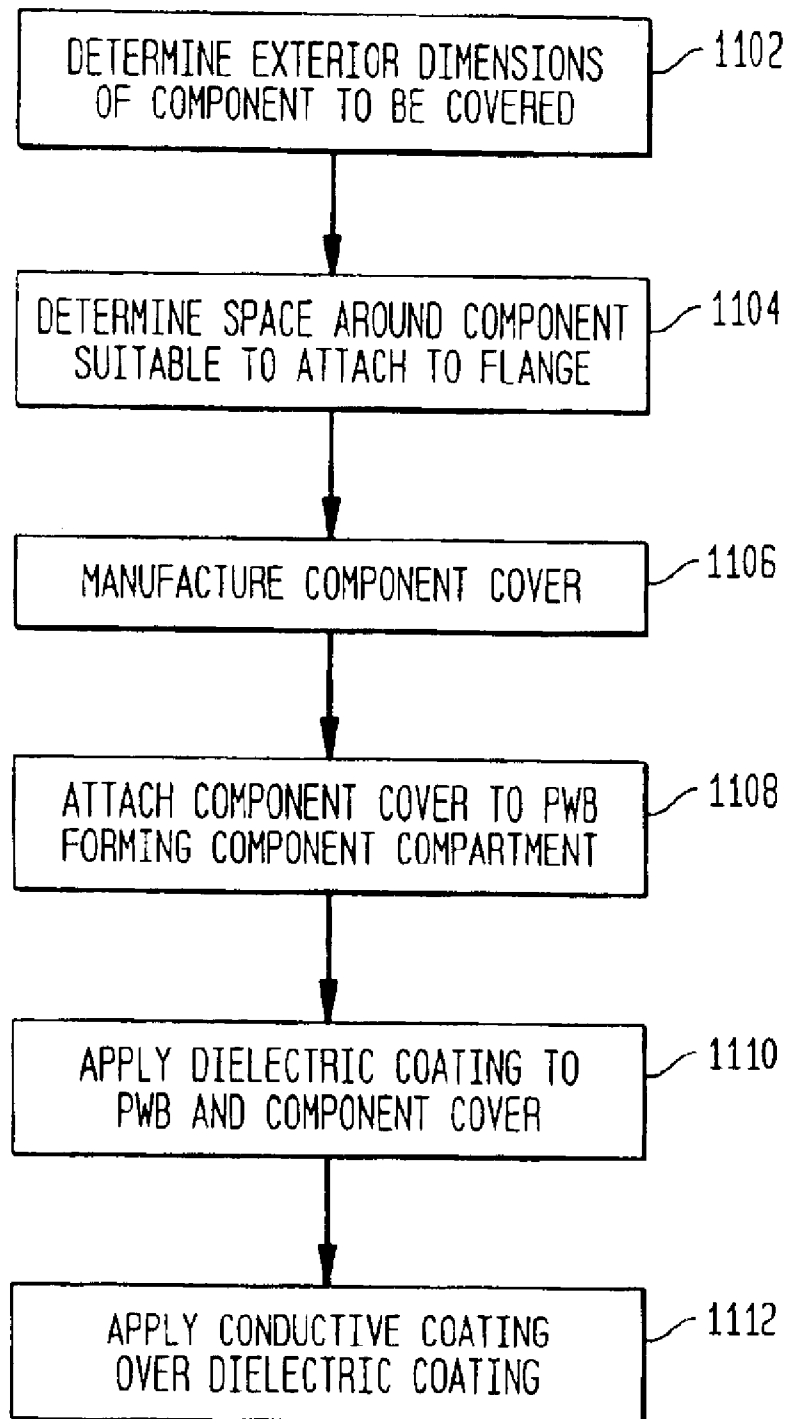 DETERMINE EXTERIOR DIMENSIONS
OF COMPONENT TO BE COVERED
1102
DETERMINE SPACE AROUND COMPONENT
SUITABLE TO ATTACH TO FLANGE
1104
MANUFACTURE COMPONENT COVER
1106
ATTACH COMPONENT COVER TO PWB
FORMING COMPONENT COMPARTMENT
1108
APPLY DIELECTRIC COATING TO
PWB AND COMPONENT COVER
1110
APPLY CONDUCTIVE COATING
OVER DIELECTRIC COATING
1112